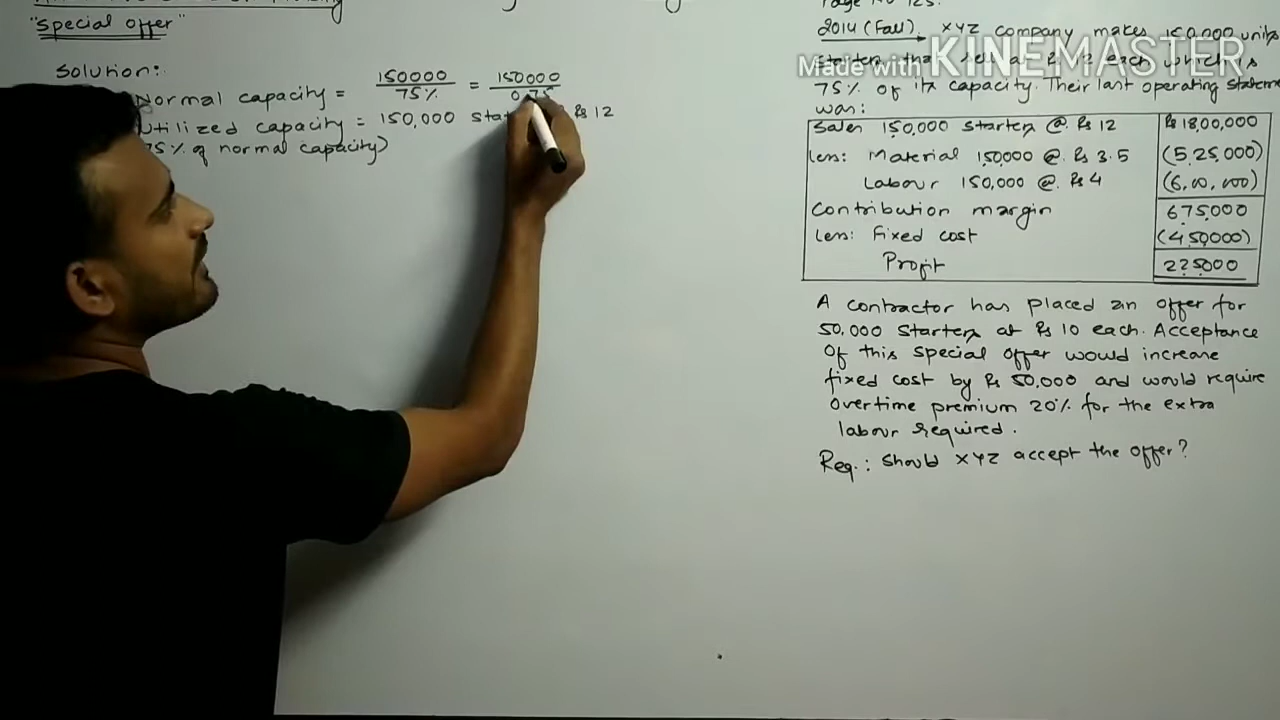 "special offer"
Solution:
Normal capacity = 150000 / 75% = 150000 / 0.75
Utilized capacity = 150,000 Rs 12
75% of normal capacity)
Page No 125.
2014 (Fall). XYZ company makes 150,000 units
75% of its capacity. Their last operating Stateme
was:
Sales 150,000 starters @ Rs 12 Rs 18,00,000
less: Material 150,000 @ Rs 3.5 (5,25,000)
Labour 150,000 @ Rs 4 (6,00,000)
Contribution margin 675,000
less: fixed cost (450,000)
Profit 225000
A contractor has placed an offer for
50,000 starters at Rs 10 each. Acceptance
of this special offer would increase
fixed cost by Rs 50,000 and would require
overtime premium 20% for the extra
labour required.
Req.: Should XYZ accept the offer?
Made with KINEMASTER